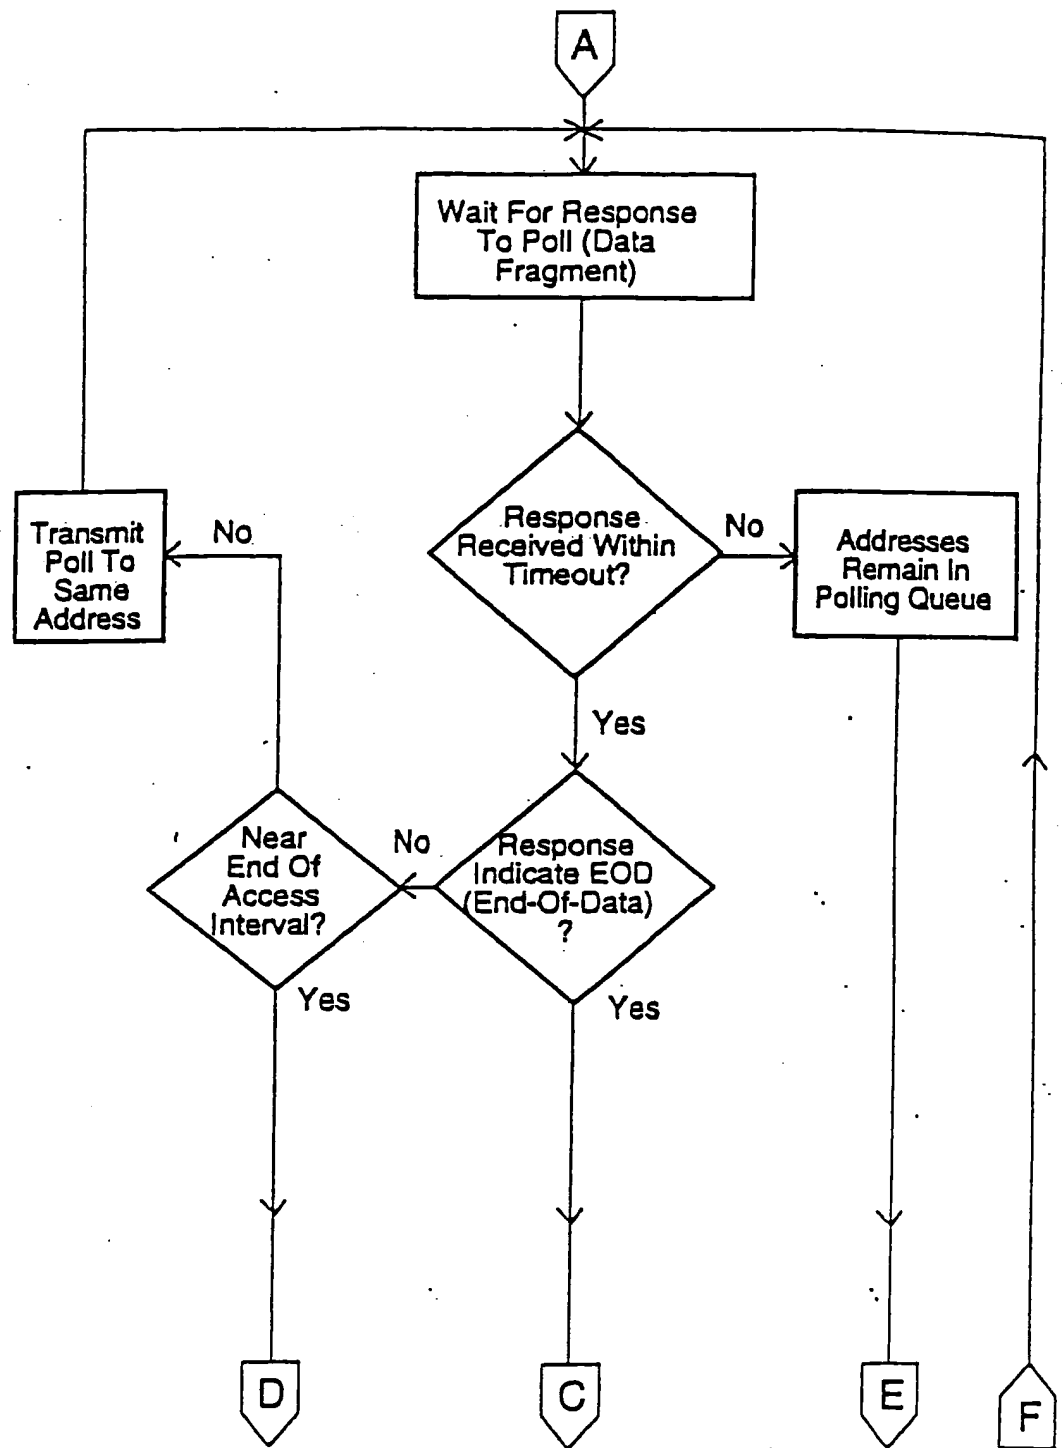 A
Wait For Response
To Poll (Data
Fragment)
Response
Received Within
Timeout?
No
Addresses
Remain In
Polling Queue
Transmit
Poll To
Same
Address
No
Yes
Near
End Of
Access
Interval?
No
Response
Indicate EOD
(End-Of-Data)
?
Yes
Yes
D
C
E
F